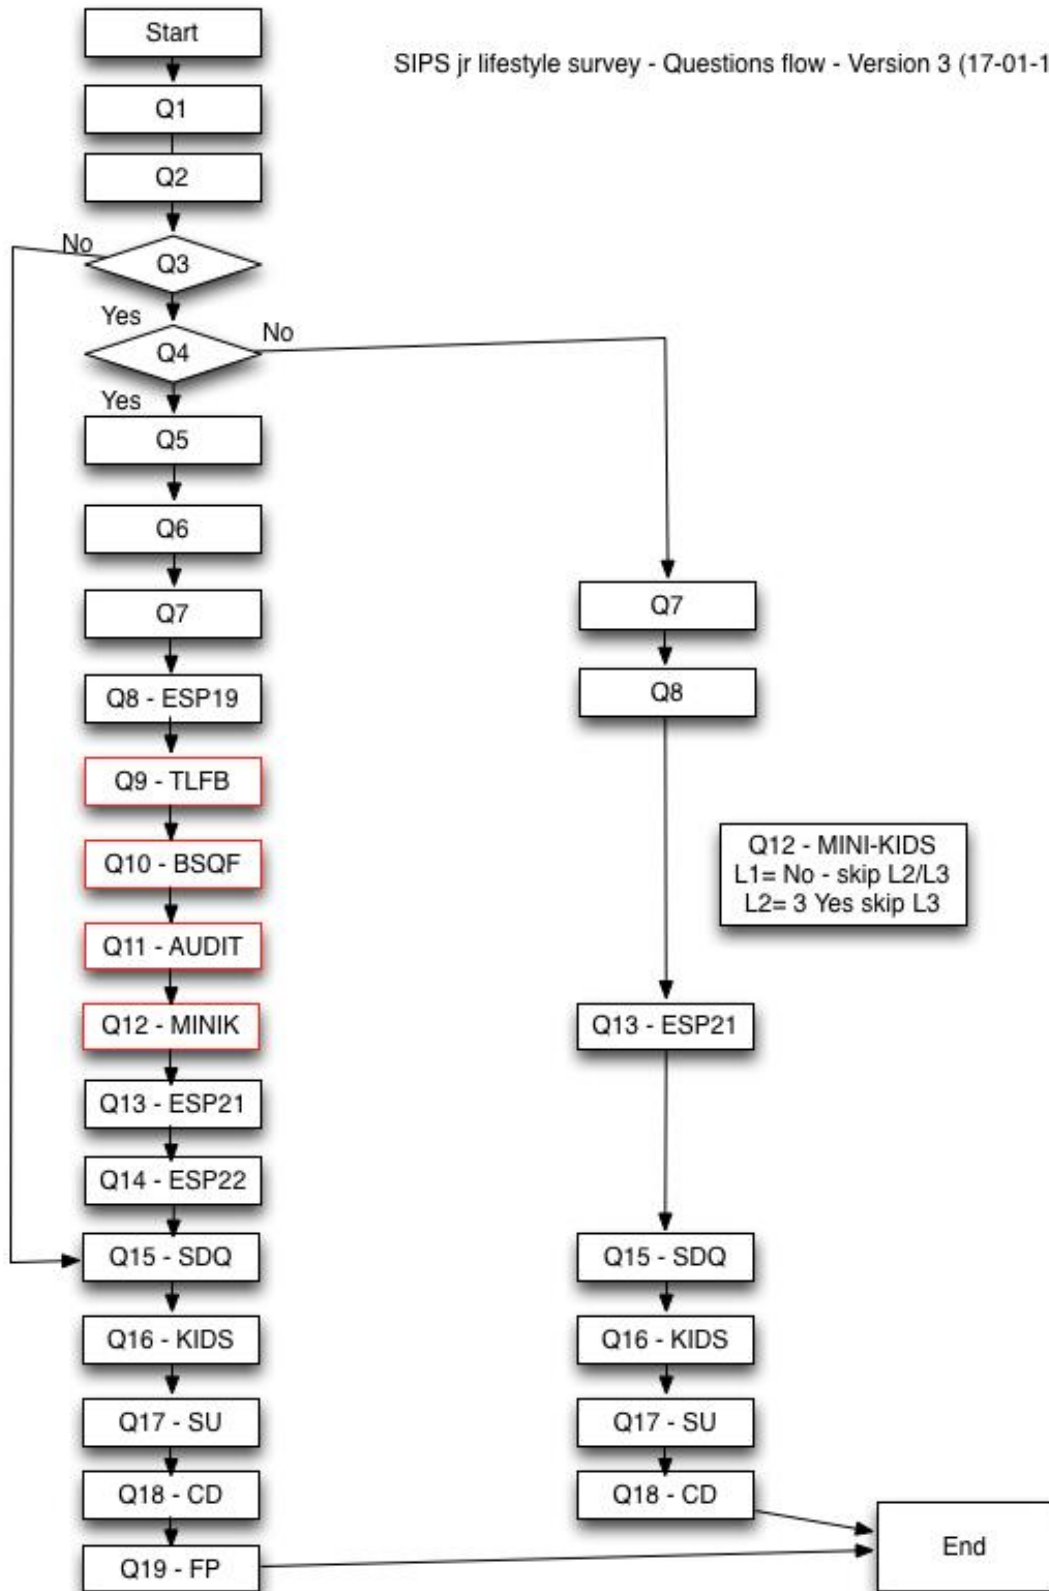 Start
SIPS jr lifestyle survey - Questions flow - Version 3 (17-01-1
Q1
Q2
No
Q3
Yes
No
Q4
Yes
Q5
Q6
Q7
Q8 - ESP19
Q9 - TLFB
Q10 - BSQF
Q11 - AUDIT
Q12 - MINIK
Q13 - ESP21
Q14 - ESP22
Q15 - SDQ
Q16 - KIDS
Q17 - SU
Q18 - CD
Q19 - FP
Q7
Q8
Q12 - MINI-KIDS
L1= No - skip L2/L3
L2= 3 Yes skip L3
Q13 - ESP21
Q15 - SDQ
Q16 - KIDS
Q17 - SU
Q18 - CD
End